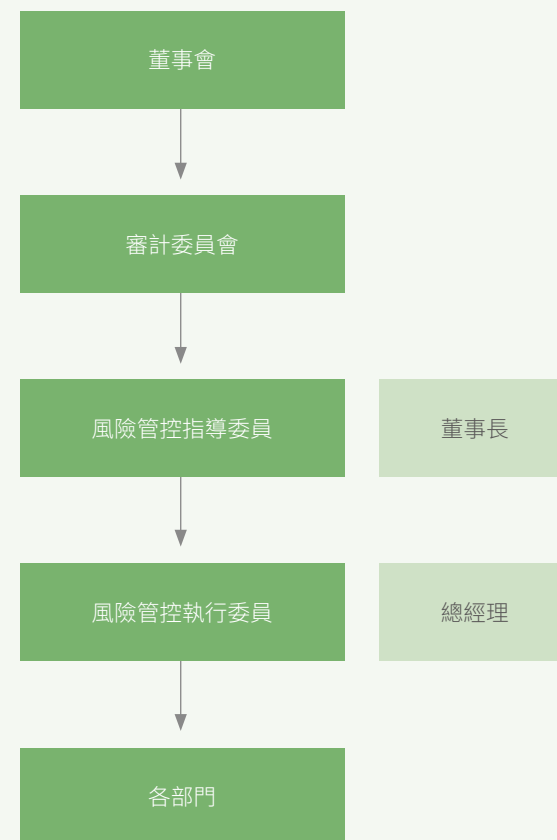 董事會
審計委員會
風險管控指導委員
董事長
風險管控執行委員
總經理
各部門